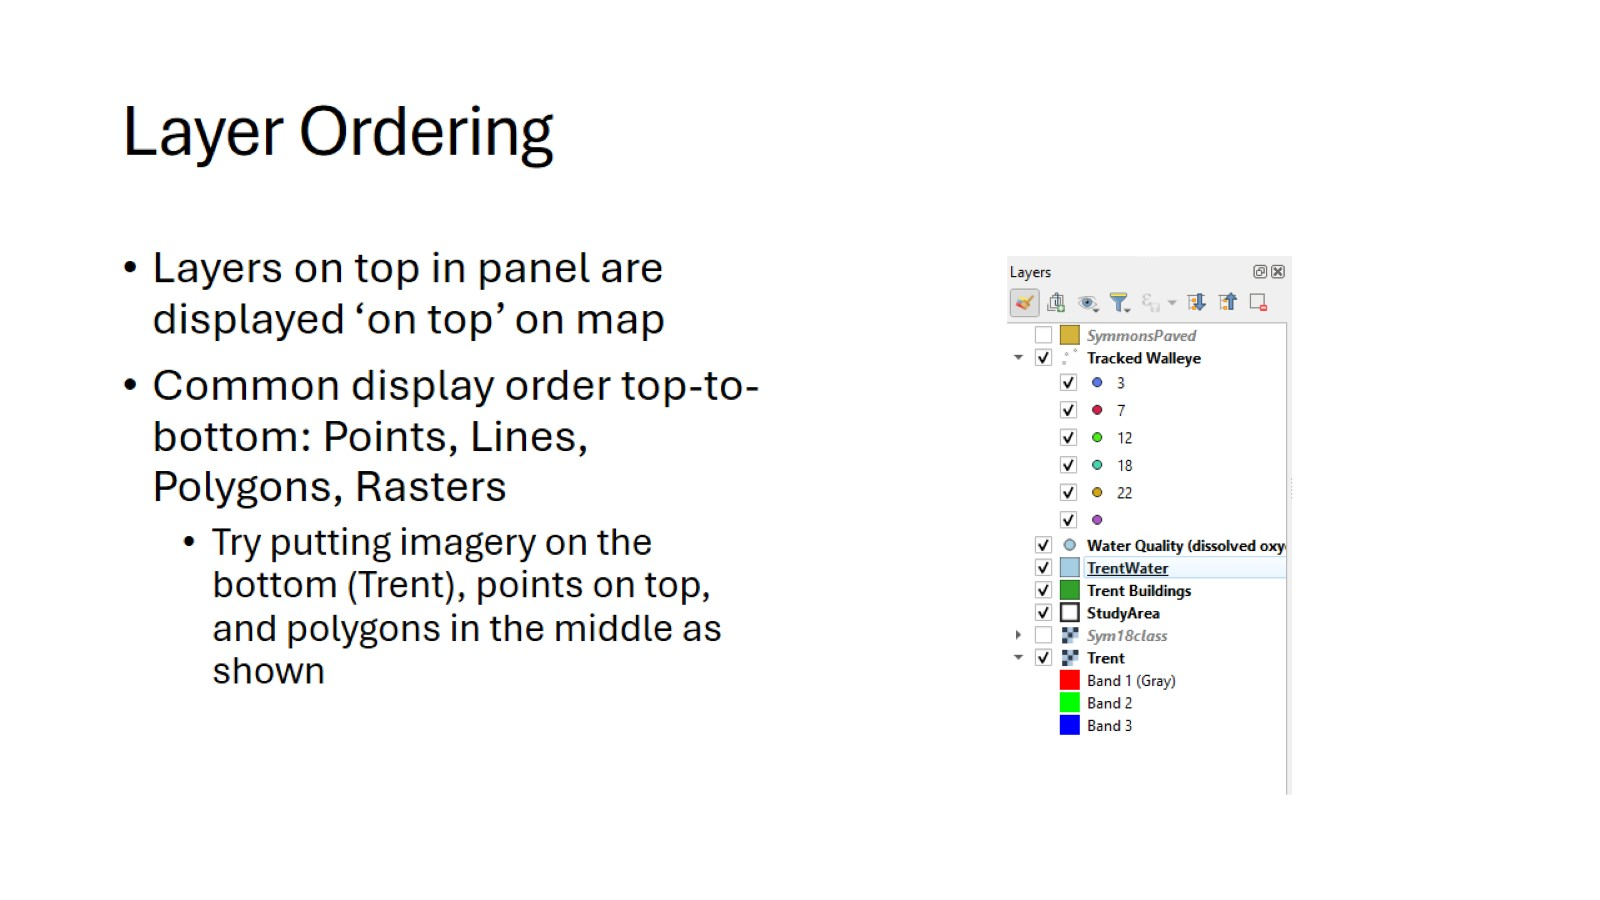 Layer Ordering
• Layers on top in panel are
displayed ‘on top’ on map
• Common display order top-to-
bottom: Points, Lines,
Polygons, Rasters
• Try putting imagery on the
bottom (Trent), points on top,
and polygons in the middle as
shown
Layers
SymmonsPaved
Tracked Walleye
3
7
12
18
22
Water Quality (dissolved oxy
TrentWater
Trent Buildings
StudyArea
Sym18class
Trent
Band 1 (Gray)
Band 2
Band 3